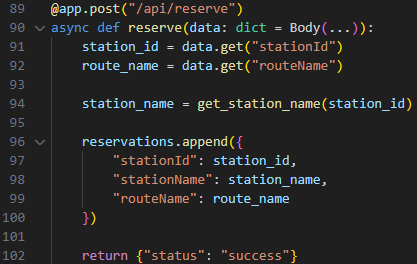 89 @app.post("/api/reserve")
90 async def reserve(data: dict = Body(...)):
91     station_id = data.get("stationId")
92     route_name = data.get("routeName")
93
94     station_name = get_station_name(station_id)
95
96     reservations.append({
97         "stationId": station_id,
98         "stationName": station_name,
99         "routeName": route_name
100     })
101
102     return {"status": "success"}